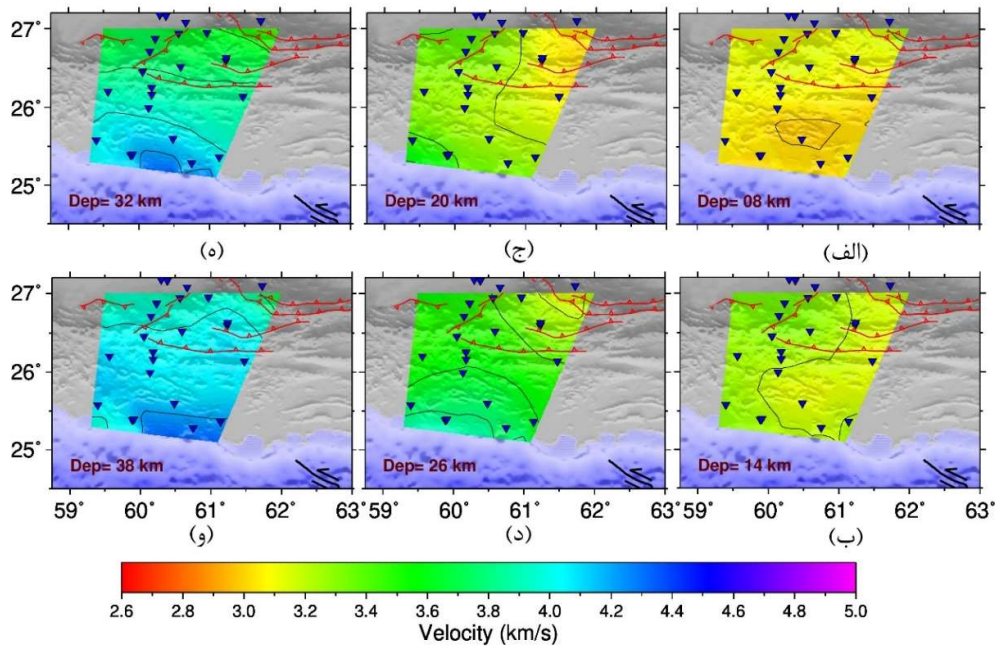 27°
26°
25°
Dep= 32 km
Dep= 20 km
Dep= 08 km
(ه)
(ج)
(الف)
27°
26°
25°
Dep= 38 km
Dep= 26 km
Dep= 14 km
59° 60° 61° 62° 63°
59° 60° 61° 62° 63°
59° 60° 61° 62° 63°
(و)
(د)
(ب)
2.6 2.8 3.0 3.2 3.4 3.6 3.8 4.0 4.2 4.4 4.6 4.8 5.0
Velocity (km/s)